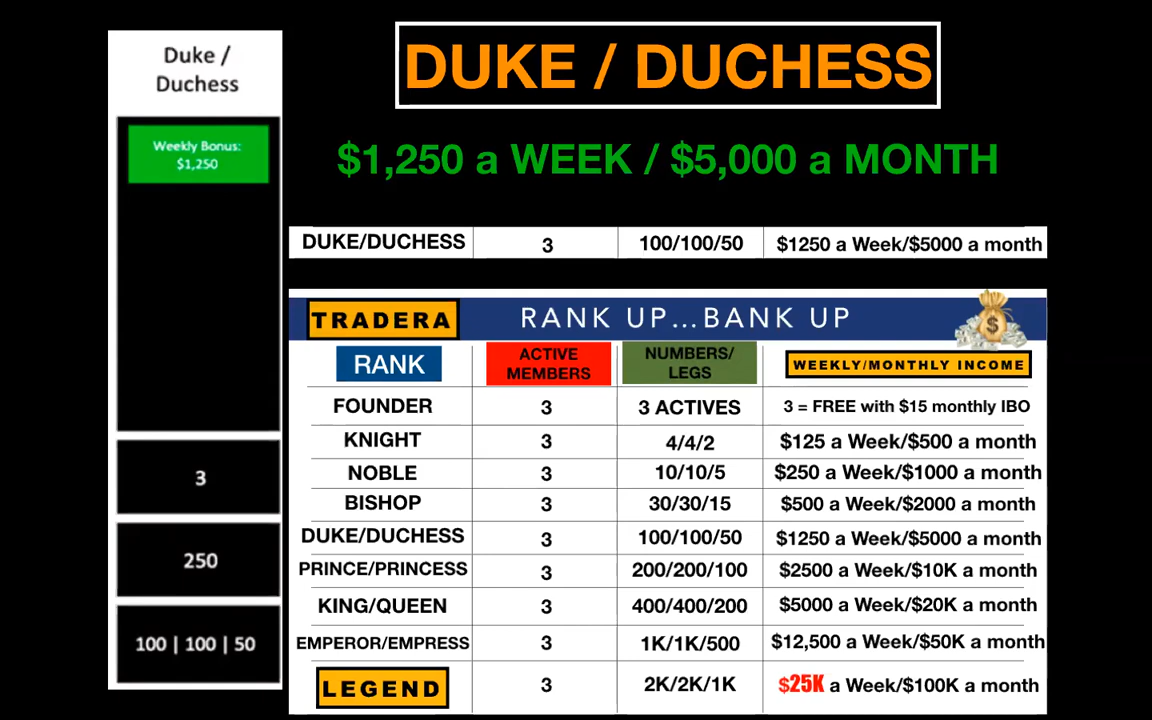 Duke /
Duchess
Weekly Bonus:
$1,250
3
250
100 | 100 | 50
DUKE / DUCHESS
$1,250 a WEEK / $5,000 a MONTH
DUKE/DUCHESS 3 100/100/50 $1250 a Week/$5000 a month
TRADERA RANK UP...BANK UP $
RANK ACTIVE MEMBERS NUMBERS/ LEGS WEEKLY/MONTHLY INCOME
FOUNDER 3 3 ACTIVES 3 = FREE with $15 monthly IBO
KNIGHT 3 4/4/2 $125 a Week/$500 a month
NOBLE 3 10/10/5 $250 a Week/$1000 a month
BISHOP 3 30/30/15 $500 a Week/$2000 a month
DUKE/DUCHESS 3 100/100/50 $1250 a Week/$5000 a month
PRINCE/PRINCESS 3 200/200/100 $2500 a Week/$10K a month
KING/QUEEN 3 400/400/200 $5000 a Week/$20K a month
EMPEROR/EMPRESS 3 1K/1K/500 $12,500 a Week/$50K a month
LEGEND 3 2K/2K/1K $25K a Week/$100K a month